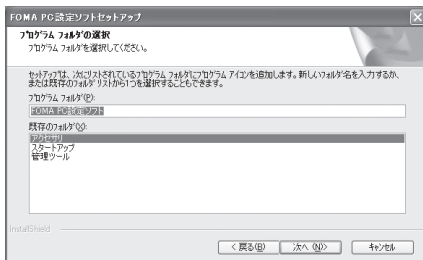 FOMA PC設定ソフトセットアップ
プログラム フォルダの選択
プログラム フォルダを選択してください。
セットアップは、次にリストされているプログラム フォルダにプログラム アイコンを追加します。新しいフォルダ名を入力するか、
または既存のフォルダ リストから1つを選択することもできます。
プログラム フォルダ(P):
FOMA PC設定ソフト
既存のフォルダ(X):
アクセサリ
スタートアップ
管理ツール
InstallShield
< 戻る(B)
次へ (N)>
キャンセル